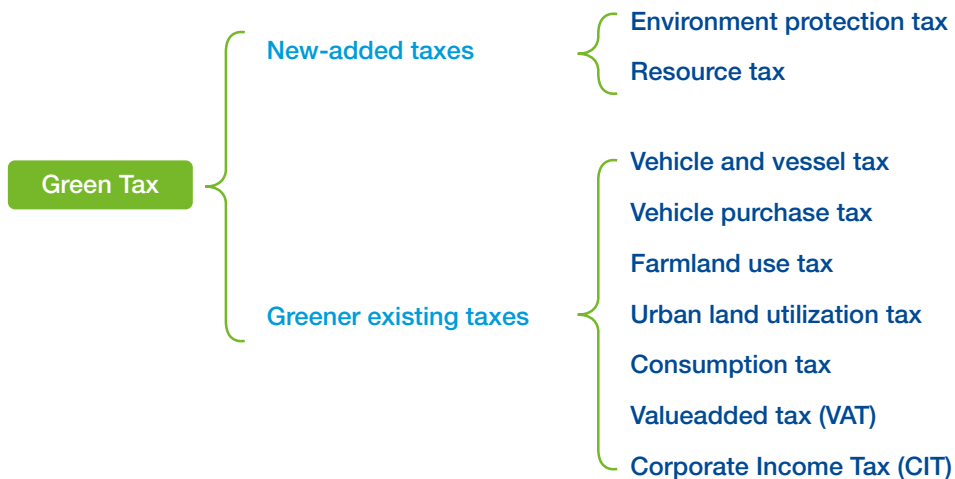 Green Tax
New-added taxes
Environment protection tax
Resource tax
Greener existing taxes
Vehicle and vessel tax
Vehicle purchase tax
Farmland use tax
Urban land utilization tax
Consumption tax
Valueadded tax (VAT)
Corporate Income Tax (CIT)